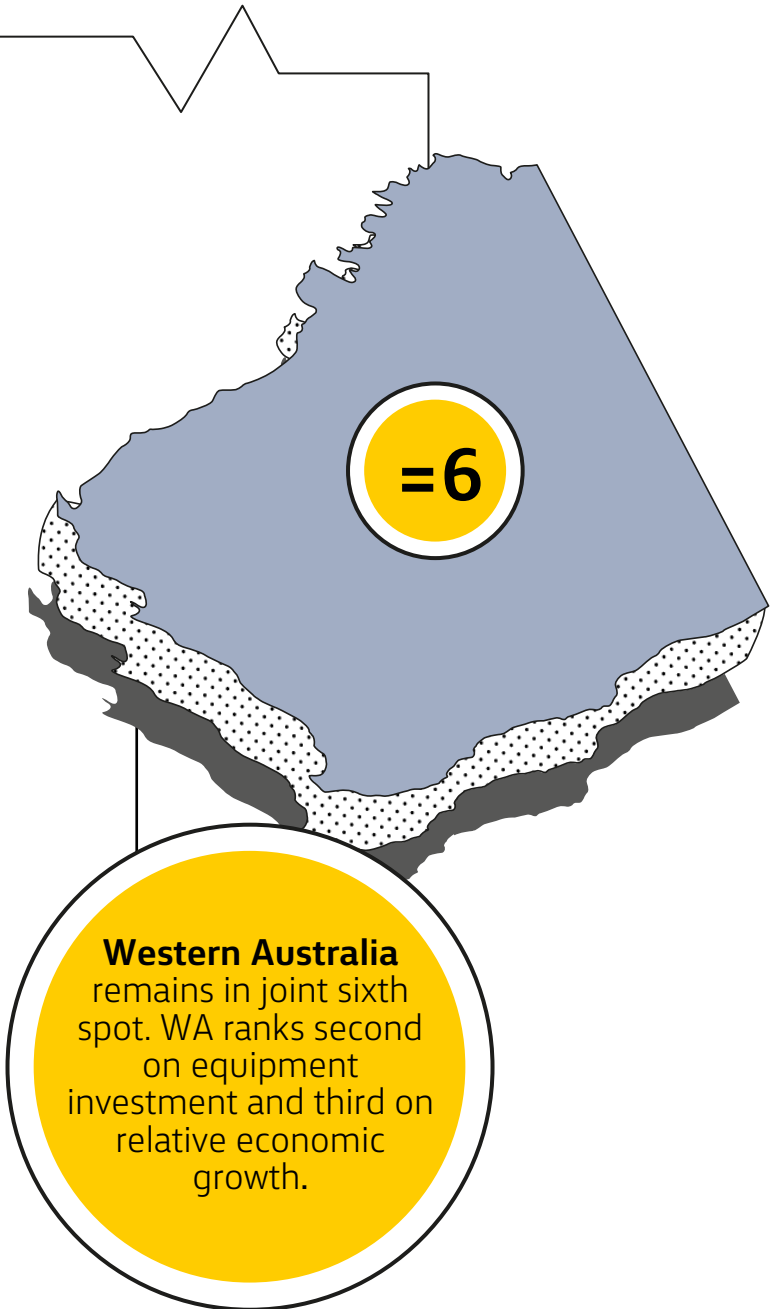 =6
Western Australia
remains in joint sixth
spot. WA ranks second
on equipment
investment and third on
relative economic
growth.